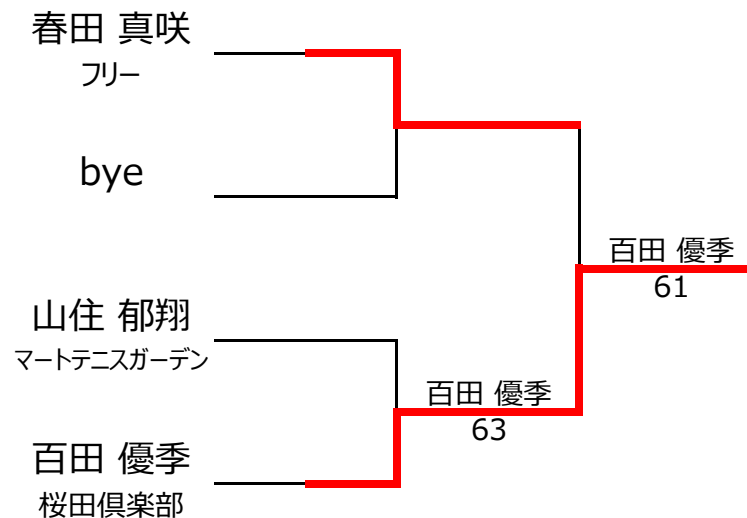 春田 真咲
フリー
bye
百田 優季
61
山住 郁翔
マートテニスガーデン
百田 優季
63
百田 優季
桜田倶楽部